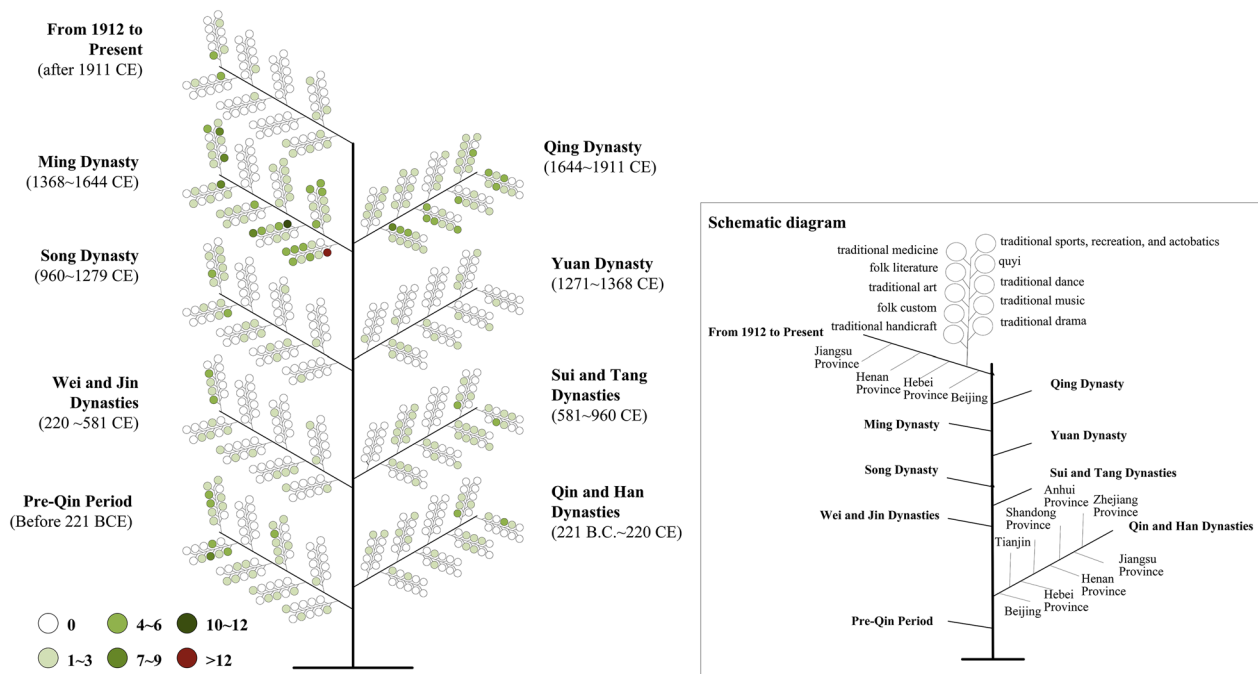 From 1912 to
Present
(after 1911 CE)
Ming Dynasty
(1368~1644 CE)
Qing Dynasty
(1644~1911 CE)
Song Dynasty
(960~1279 CE)
Yuan Dynasty
(1271~1368 CE)
Wei and Jin
Dynasties
(220 ~581 CE)
Sui and Tang
Dynasties
(581~960 CE)
Pre-Qin Period
(Before 221 BCE)
Qin and Han
Dynasties
(221 B.C.~220 CE)
0
4~6
10~12
1~3
7~9
>12
Schematic diagram
traditional medicine
traditional sports, recreation, and actobatics
folk literature
quyi
traditional art
traditional dance
folk custom
traditional music
traditional handicraft
traditional drama
From 1912 to Present
Jiangsu
Province
Henan
Province
Hebei
Province
Beijing
Qing Dynasty
Ming Dynasty
Yuan Dynasty
Song Dynasty
Sui and Tang Dynasties
Wei and Jin Dynasties
Anhui
Province
Zhejiang
Province
Shandong
Province
Tianjin
Qin and Han Dynasties
Jiangsu
Province
Henan
Province
Hebei
Province
Beijing
Pre-Qin Period